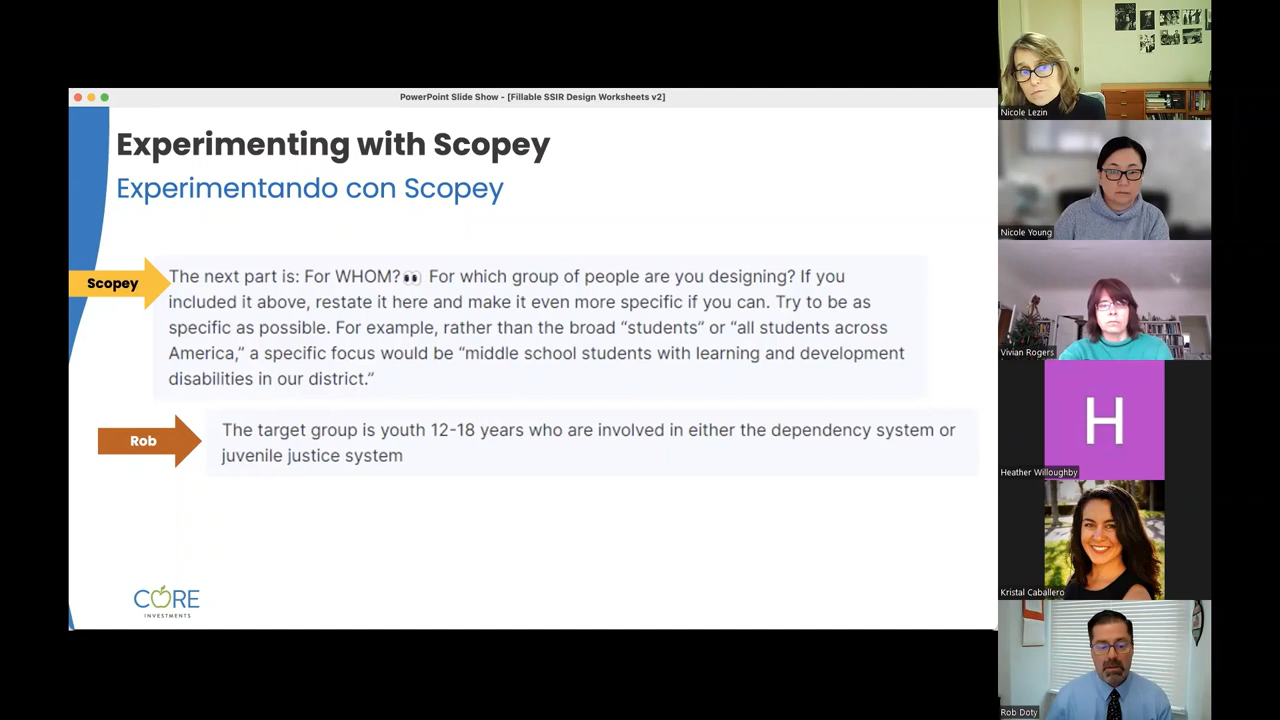 PowerPoint Slide Show - [Fillable SSIR Design Worksheets v2]
Experimenting with Scopey
Experimentando con Scopey
Scopey
The next part is: For WHOM?👀 For which group of people are you designing? If you
included it above, restate it here and make it even more specific if you can. Try to be as
specific as possible. For example, rather than the broad “students” or “all students across
America,” a specific focus would be “middle school students with learning and development
disabilities in our district.”
Rob
The target group is youth 12-18 years who are involved in either the dependency system or
juvenile justice system
CORE
INVESTMENTS
Nicole Lezin
Nicole Young
Vivian Rogers
H
Heather Willoughby
Kristal Caballero
Rob Doty